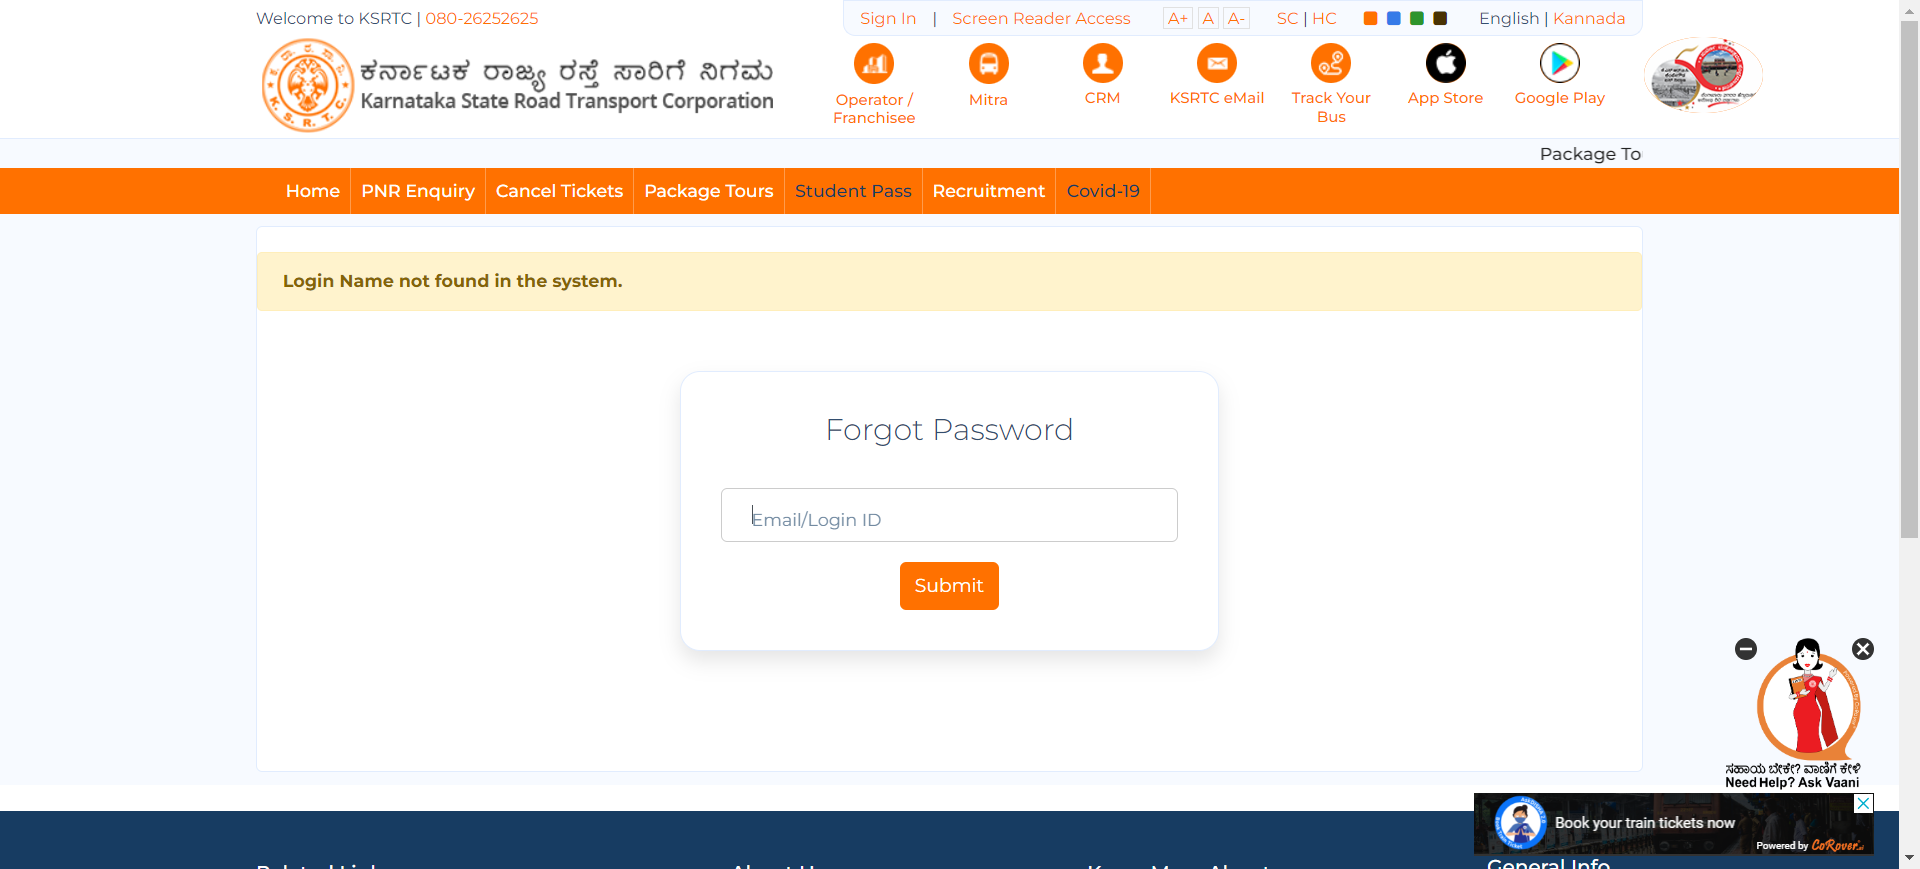 Welcome to KSRTC | 080-26252625
Sign In | Screen Reader Access A+ A A- SC | HC English | Kannada
ಕರ್ನಾಟಕ ರಾಜ್ಯ ರಸ್ತೆ ಸಾರಿಗೆ ನಿಗಮ
Karnataka State Road Transport Corporation
K.S.R.T.C.
Operator /
Franchisee
Mitra
CRM
KSRTC eMail
Track Your
Bus
App Store
Google Play
Package To
Home PNR Enquiry Cancel Tickets Package Tours Student Pass Recruitment Covid-19
Login Name not found in the system.
Forgot Password
Email/Login ID
Submit
ಸಹಾಯ ಬೇಕೇ? ವಾಣಿಗೆ ಕೇಳಿ
Need Help? Ask Vaani
Book your train tickets now
Powered by CoRover.ai
General Info